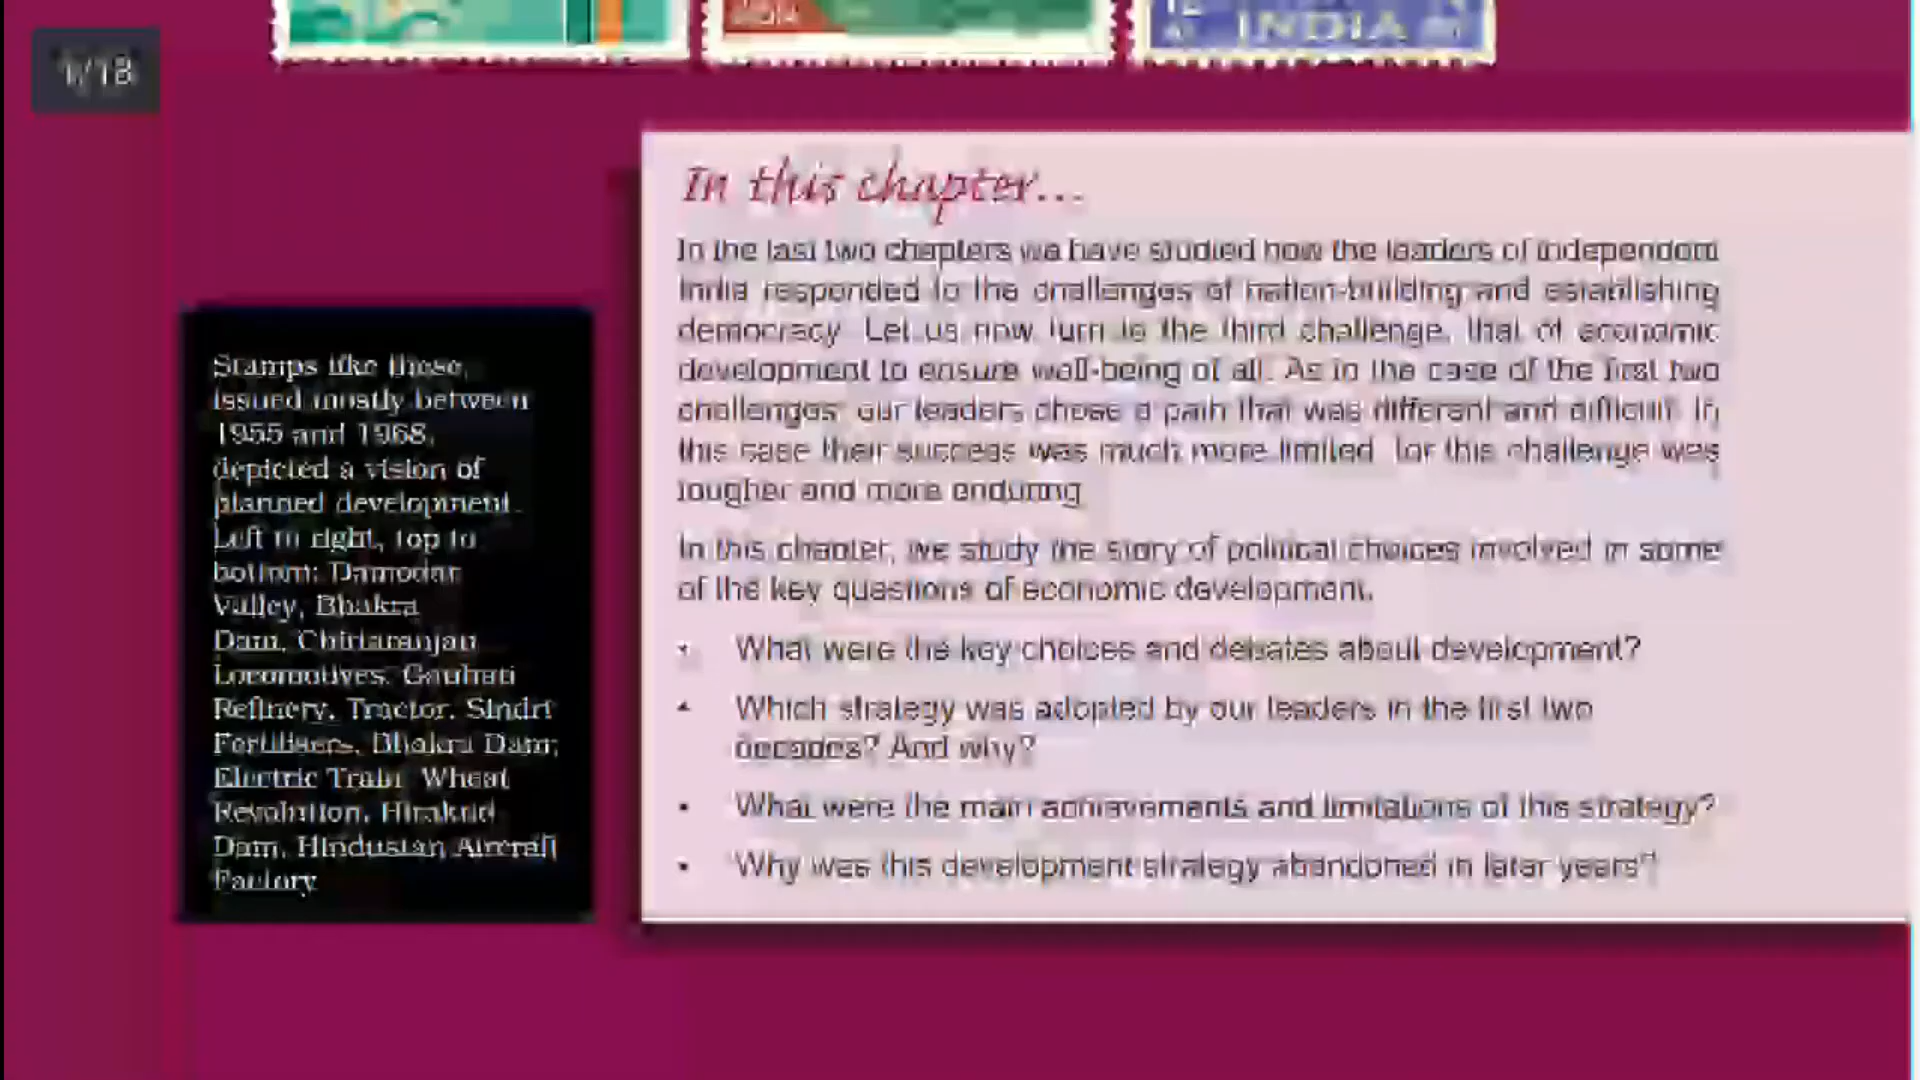 INDIA
1/18
In this chapter...
In the last two chapters we have studied how the leaders of independent
India responded to the challenges of nation-building and establishing
democracy. Let us now turn to the third challenge, that of economic
development to ensure well-being of all. As in the case of the first two
challenges, our leaders chose a path that was different and difficult. In
this case their success was much more limited, for this challenge was
tougher and more enduring.
In this chapter, we study the story of political choices involved in some
of the key questions of economic development.
• What were the key choices and debates about development?
• Which strategy was adopted by our leaders in the first two
decades? And why?
• What were the main achievements and limitations of this strategy?
• Why was this development strategy abandoned in later years?
Stamps like these,
issued mostly between
1955 and 1968,
depicted a vision of
planned development.
Left to right, top to
bottom: Damodar
Valley, Bhakra
Dam, Chittaranjan
Locomotives, Gauhati
Refinery, Tractor, Sindri
Fertilisers, Bhakra Dam,
Electric Train, Wheat
Revolution, Hirakud
Dam, Hindustan Aircraft
Factory